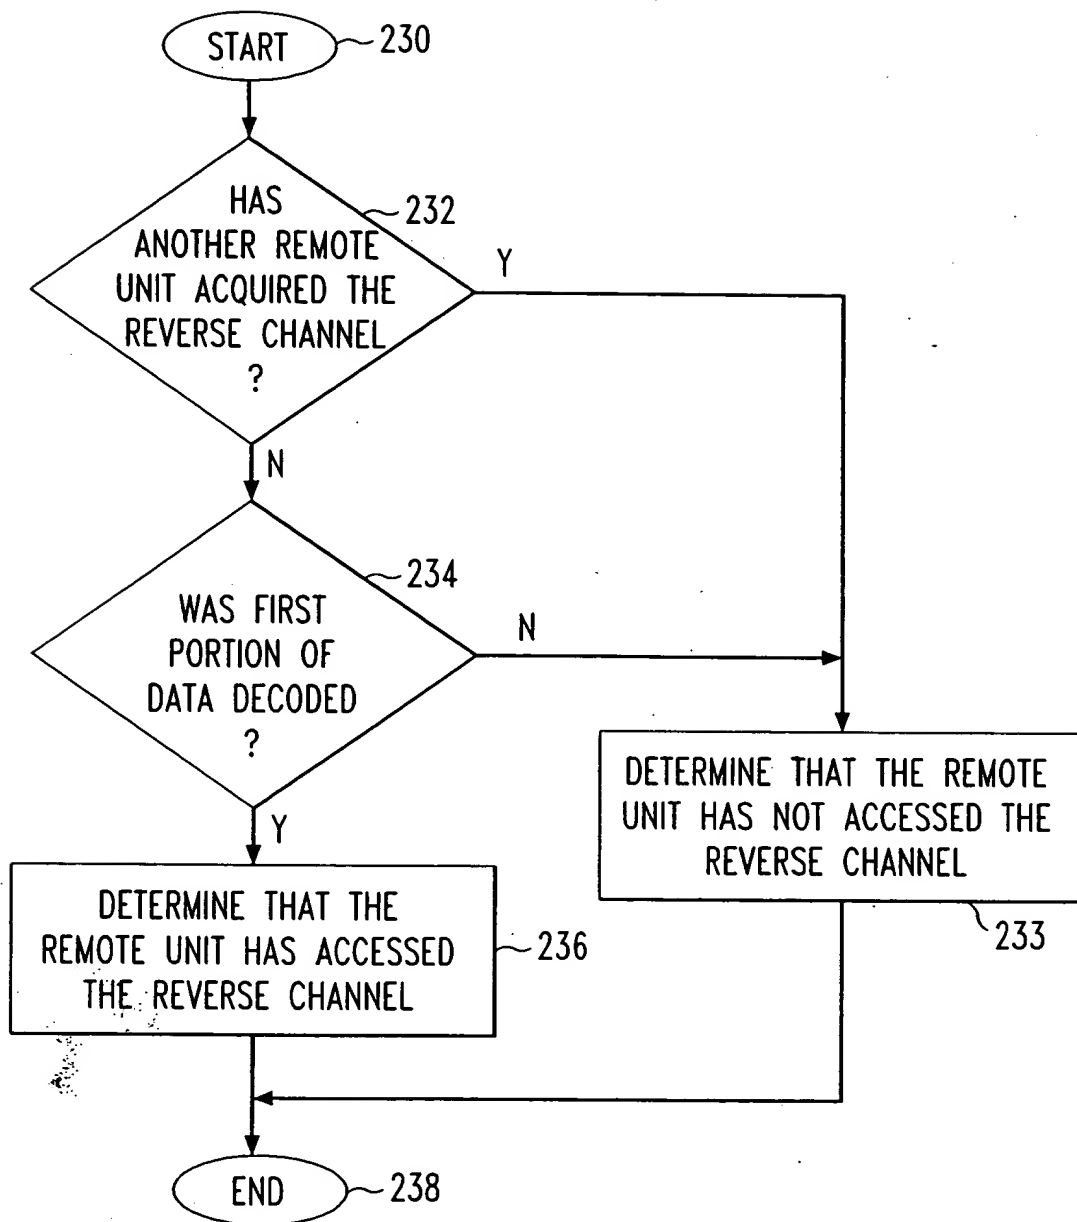 START
230
HAS
ANOTHER REMOTE
UNIT ACQUIRED THE
REVERSE CHANNEL
?
232
Y
N
WAS FIRST
PORTION OF
DATA DECODED
?
234
N
Y
DETERMINE THAT THE REMOTE
UNIT HAS NOT ACCESSED THE
REVERSE CHANNEL
233
DETERMINE THAT THE
REMOTE UNIT HAS ACCESSED
THE REVERSE CHANNEL
236
END
238